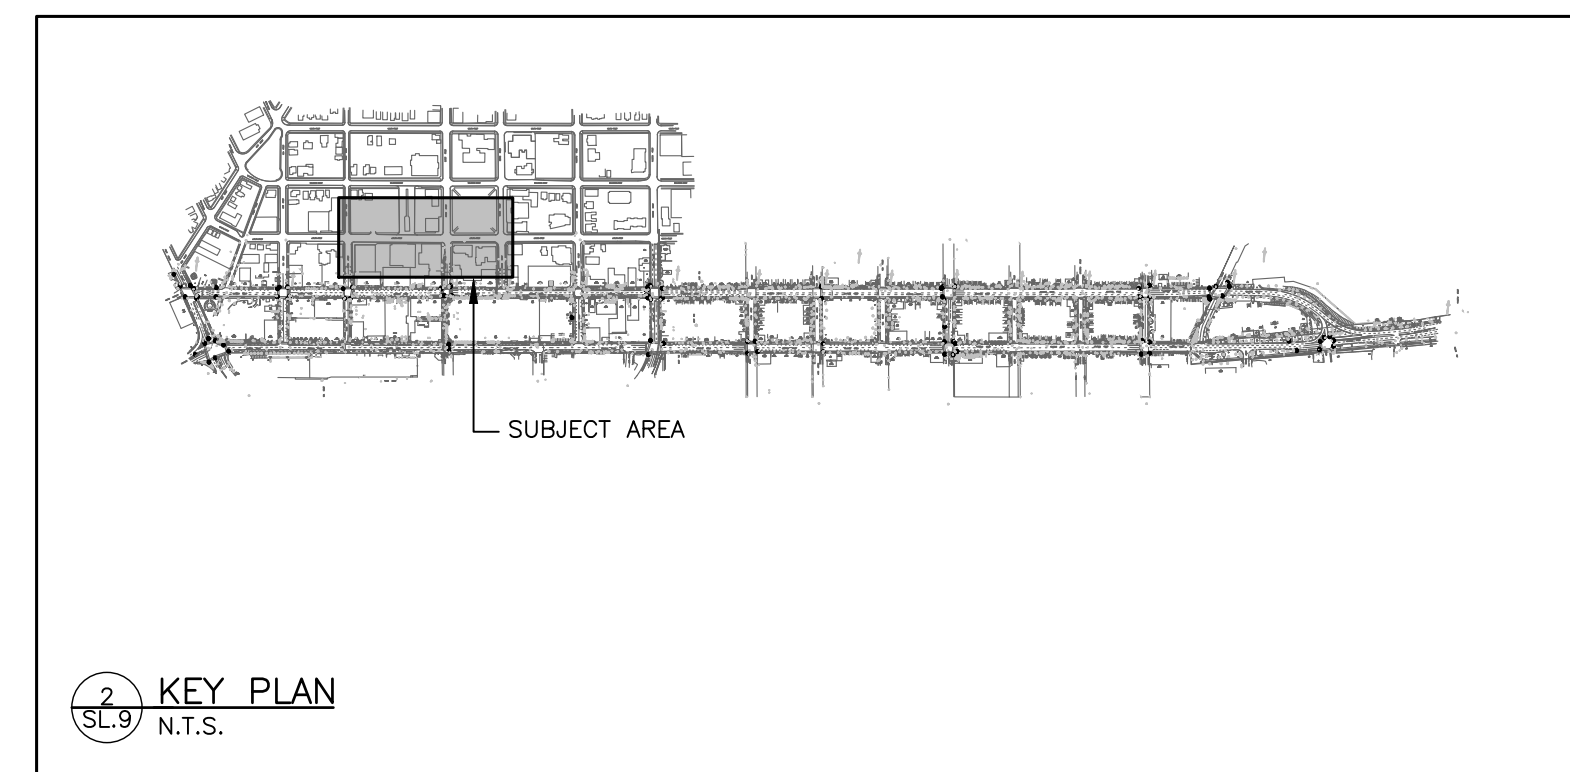 SUBJECT AREA
2
SL.9
KEY PLAN
N.T.S.